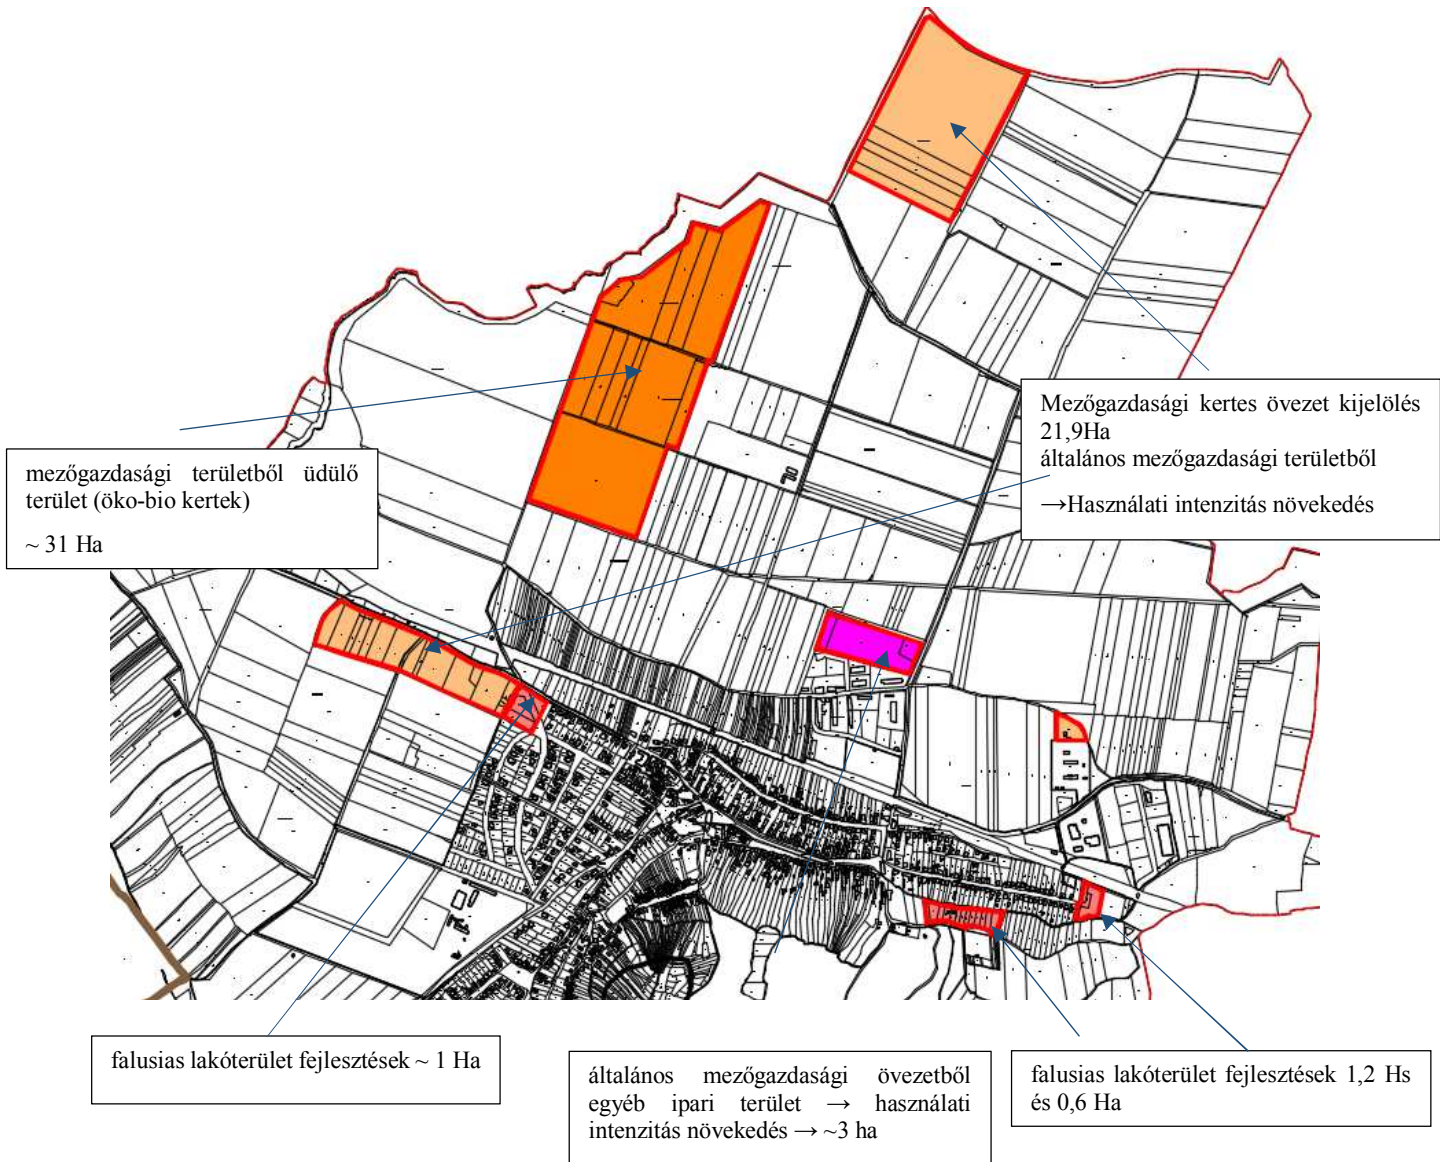 Mezőgazdasági kertes övezet kijelölés
21,9Ha
általános mezőgazdasági területből
→Használati intenzitás növekedés
mezőgazdasági területből üdülő
terület (öko-bio kertek)
~ 31 Ha
falusias lakóterület fejlesztések ~ 1 Ha
általános mezőgazdasági övezetből
egyéb ipari terület → használati
intenzitás növekedés → ~3 ha
falusias lakóterület fejlesztések 1,2 Hs
és 0,6 Ha